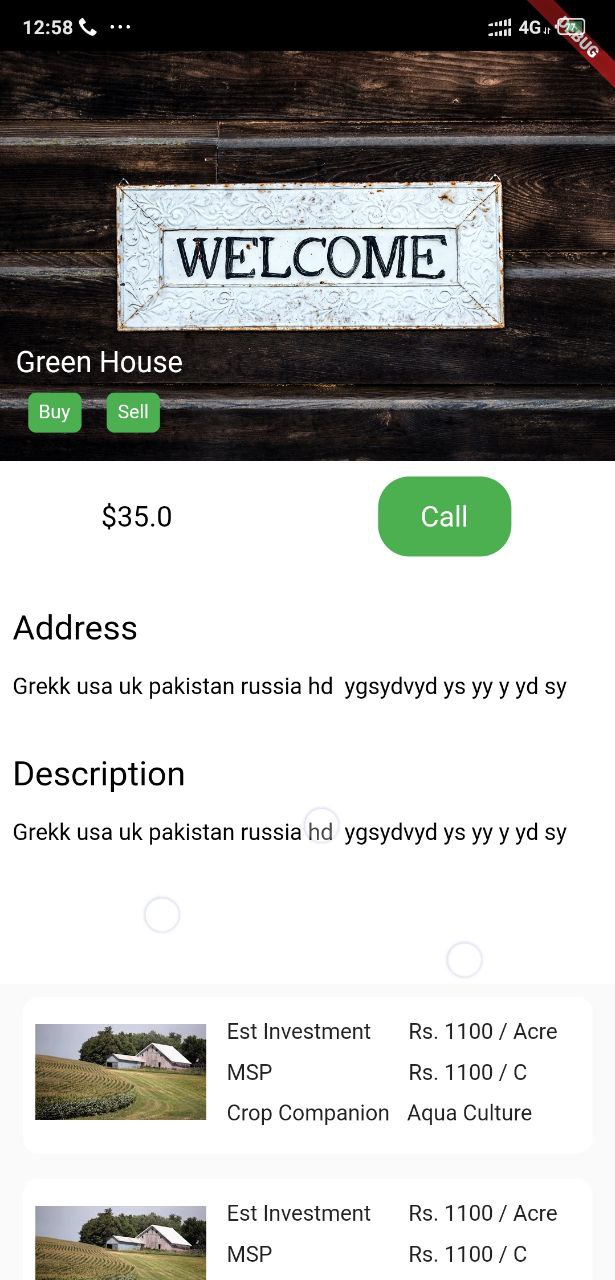 12:58
4G
DEBUG
WELCOME
Green House
Buy Sell
$35.0 Call
Address
Grekk usa uk pakistan russia hd  ygsydvyd ys yy y yd sy
Description
Grekk usa uk pakistan russia hd  ygsydvyd ys yy y yd sy
Est Investment Rs. 1100 / Acre
MSP Rs. 1100 / C
Crop Companion Aqua Culture
Est Investment Rs. 1100 / Acre
MSP Rs. 1100 / C